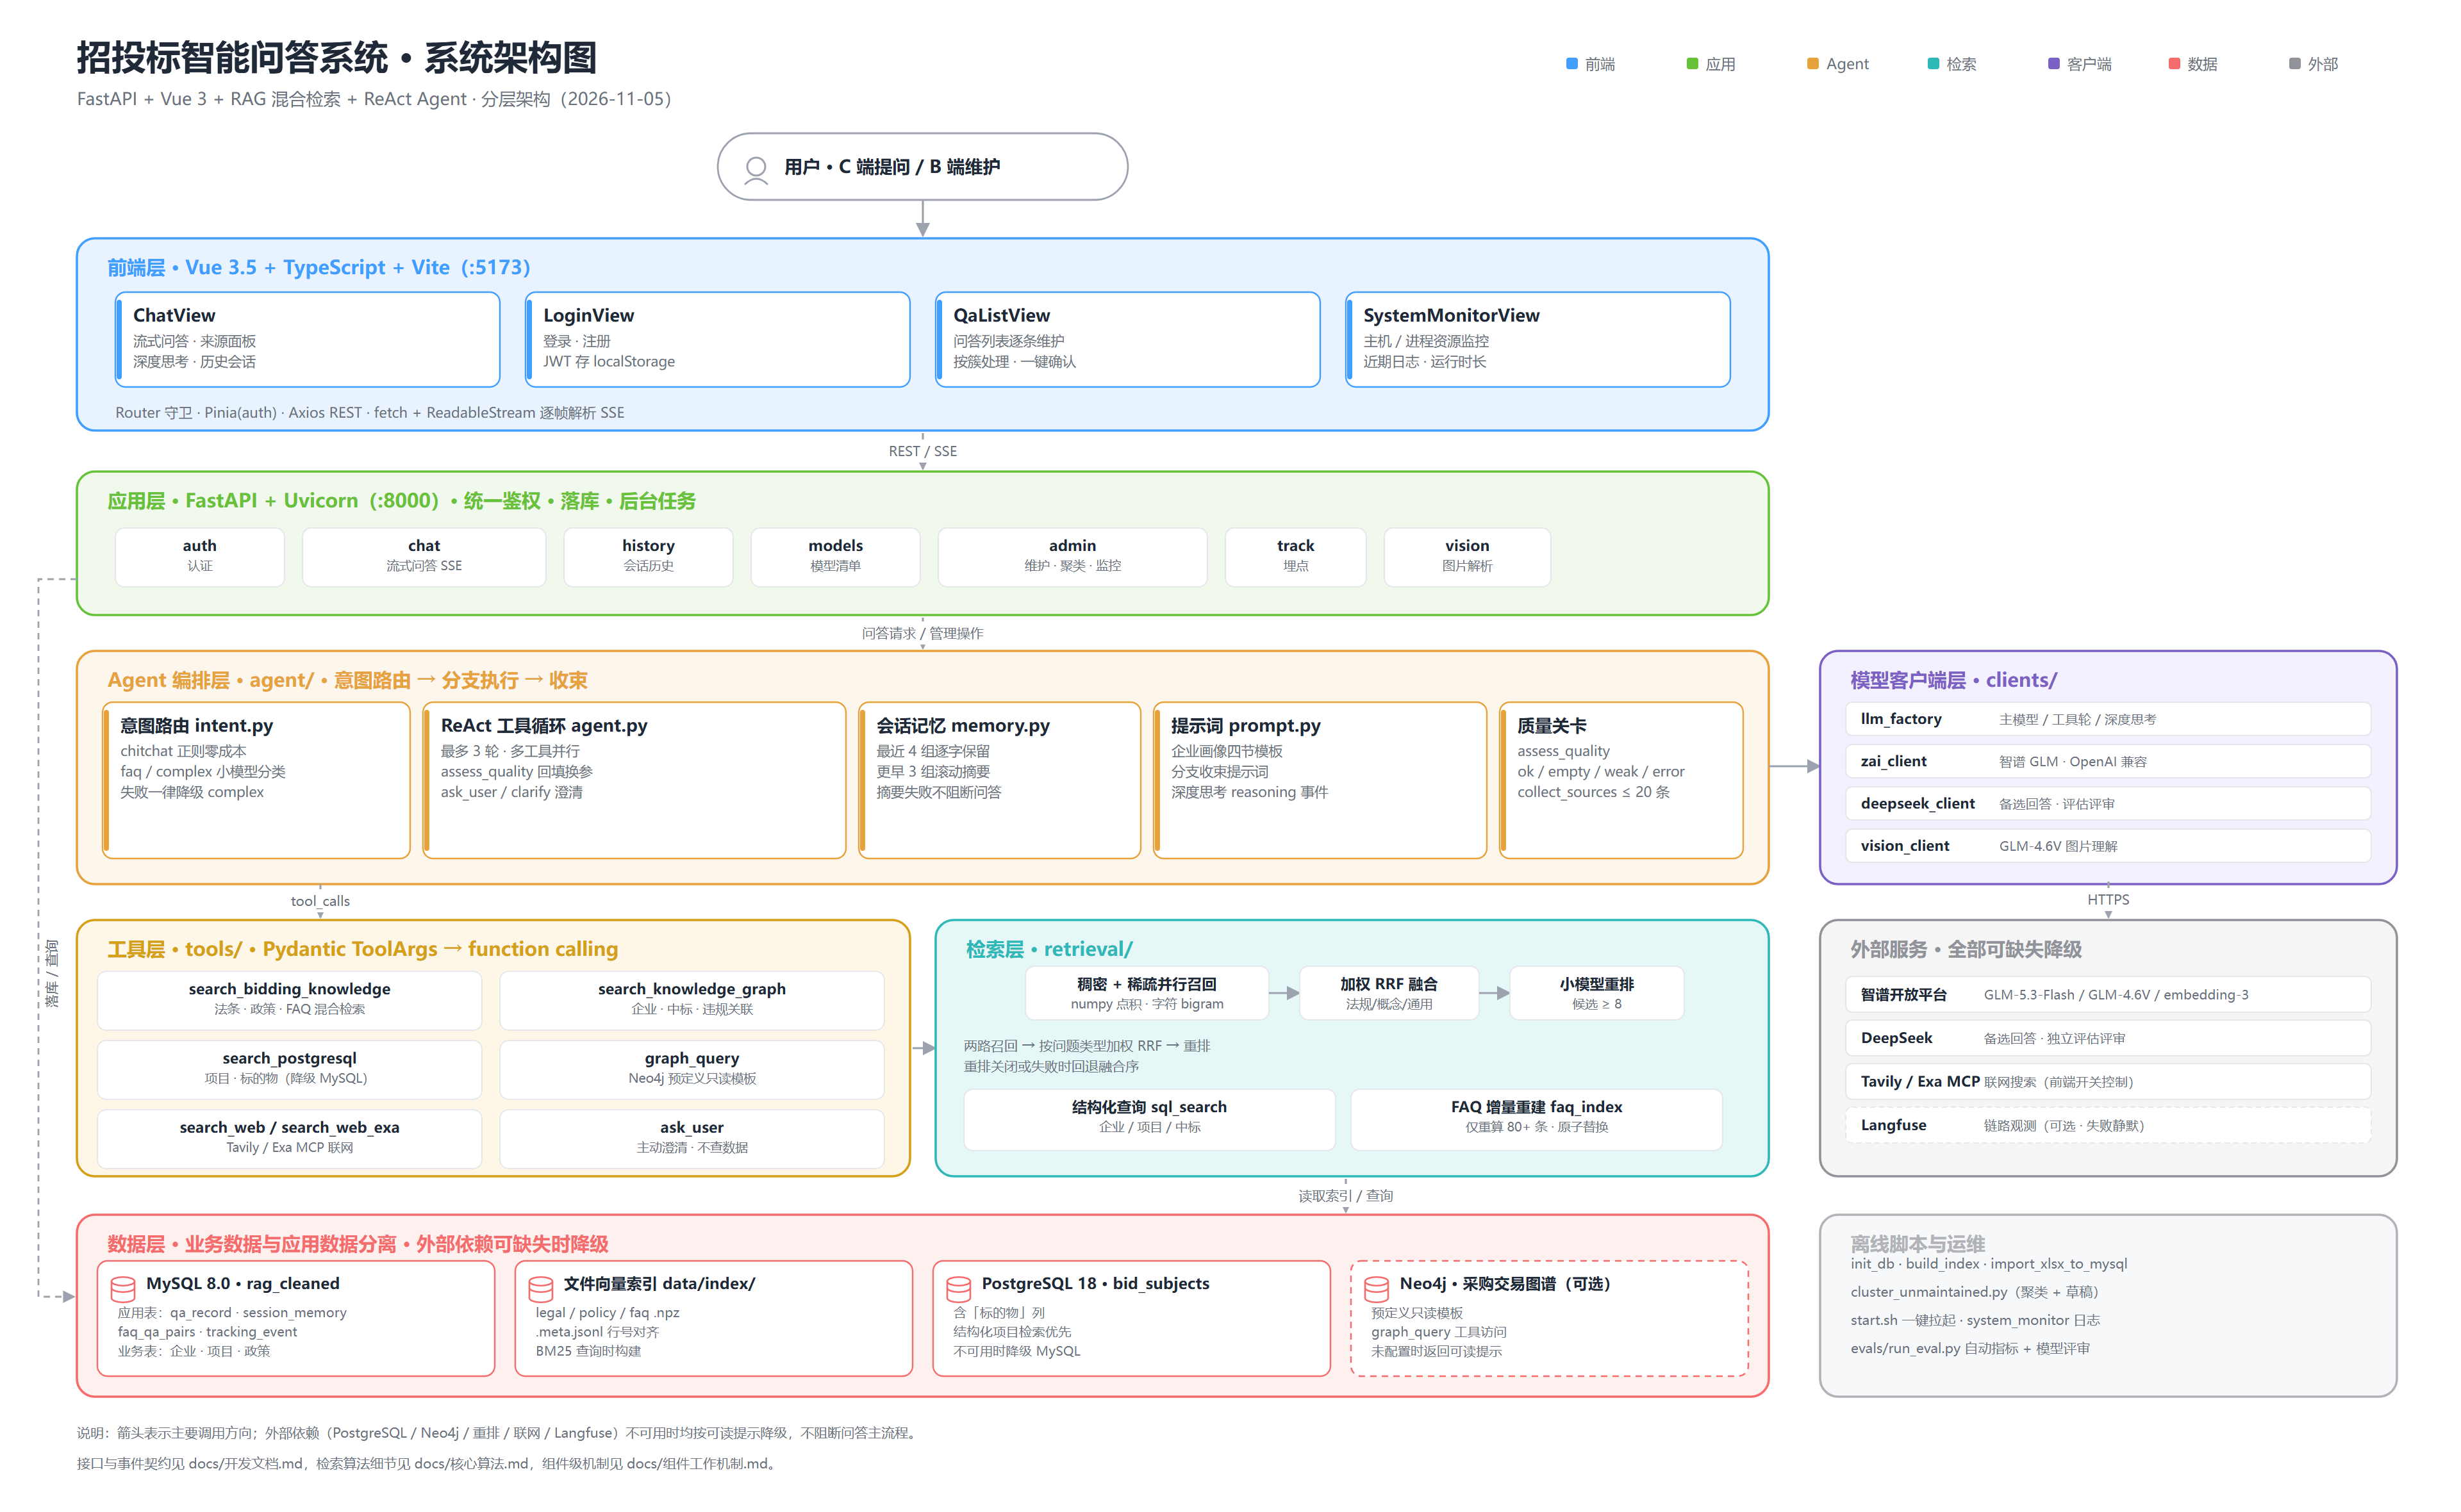 招投标智能问答系统 • 系统架构图
FastAPI + Vue 3 + RAG 混合检索 + ReAct Agent · 分层架构（2026-11-05）
前端
应用
Agent
检索
客户端
数据
外部
用户 • C 端提问 / B 端维护
前端层 • Vue 3.5 + TypeScript + Vite（:5173）
ChatView
流式问答 · 来源面板
深度思考 · 历史会话
LoginView
登录 · 注册
JWT 存 localStorage
QaListView
问答列表逐条维护
按簇处理 · 一键确认
SystemMonitorView
主机 / 进程资源监控
近期日志 · 运行时长
Router 守卫 · Pinia(auth) · Axios REST · fetch + ReadableStream 逐帧解析 SSE
REST / SSE
应用层 • FastAPI + Uvicorn（:8000）• 统一鉴权 • 落库 • 后台任务
auth
认证
chat
流式问答 SSE
history
会话历史
models
模型清单
admin
维护 · 聚类 · 监控
track
埋点
vision
图片解析
问答请求 / 管理操作
Agent 编排层 • agent/ • 意图路由 → 分支执行 → 收束
意图路由 intent.py
chitchat 正则零成本
faq / complex 小模型分类
失败一律降级 complex
ReAct 工具循环 agent.py
最多 3 轮 · 多工具并行
assess_quality 回填换参
ask_user / clarify 澄清
会话记忆 memory.py
最近 4 组逐字保留
更早 3 组滚动摘要
摘要失败不阻断问答
提示词 prompt.py
企业画像四节模板
分支收束提示词
深度思考 reasoning 事件
质量关卡
assess_quality
ok / empty / weak / error
collect_sources ≤ 20 条
模型客户端层 • clients/
llm_factory 主模型 / 工具轮 / 深度思考
zai_client 智谱 GLM · OpenAI 兼容
deepseek_client 备选回答 · 评估评审
vision_client GLM-4.6V 图片理解
tool_calls
HTTPS
落库 / 查询
工具层 • tools/ • Pydantic ToolArgs → function calling
search_bidding_knowledge
法条 · 政策 · FAQ 混合检索
search_knowledge_graph
企业 · 中标 · 违规关联
search_postgresql
项目 · 标的物（降级 MySQL）
graph_query
Neo4j 预定义只读模板
search_web / search_web_exa
Tavily / Exa MCP 联网
ask_user
主动澄清 · 不查数据
检索层 • retrieval/
稠密 + 稀疏并行召回
numpy 点积 · 字符 bigram
加权 RRF 融合
法规/概念/通用
小模型重排
候选 ≥ 8
两路召回 → 按问题类型加权 RRF → 重排
重排关闭或失败时回退融合序
结构化查询 sql_search
企业 / 项目 / 中标
FAQ 增量重建 faq_index
仅重算 80+ 条 · 原子替换
外部服务 • 全部可缺失降级
智谱开放平台 GLM-5.3-Flash / GLM-4.6V / embedding-3
DeepSeek 备选回答 · 独立评估评审
Tavily / Exa MCP 联网搜索（前端开关控制）
Langfuse 链路观测（可选 · 失败静默）
读取索引 / 查询
数据层 • 业务数据与应用数据分离 • 外部依赖可缺失时降级
MySQL 8.0 • rag_cleaned
应用表：qa_record · session_memory
faq_qa_pairs · tracking_event
业务表：企业 · 项目 · 政策
文件向量索引 data/index/
legal / policy / faq .npz
.meta.jsonl 行号对齐
BM25 查询时构建
PostgreSQL 18 • bid_subjects
含「标的物」列
结构化项目检索优先
不可用时降级 MySQL
Neo4j • 采购交易图谱（可选）
预定义只读模板
graph_query 工具访问
未配置时返回可读提示
离线脚本与运维
init_db · build_index · import_xlsx_to_mysql
cluster_unmaintained.py（聚类 + 草稿）
start.sh 一键拉起 · system_monitor 日志
evals/run_eval.py 自动指标 + 模型评审
说明：箭头表示主要调用方向；外部依赖（PostgreSQL / Neo4j / 重排 / 联网 / Langfuse）不可用时均按可读提示降级，不阻断问答主流程。
接口与事件契约见 docs/开发文档.md，检索算法细节见 docs/核心算法.md，组件级机制见 docs/组件工作机制.md。